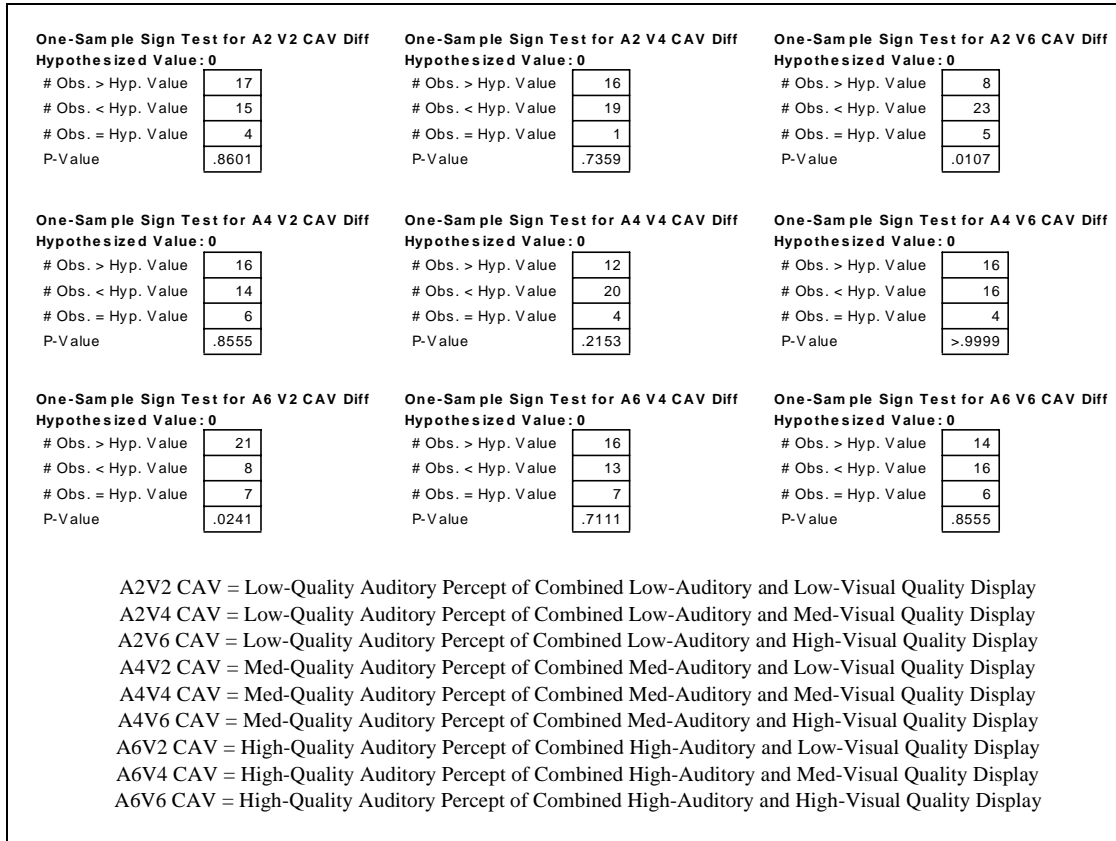 One-Sample Sign Test for A2 V2 CAV Diff
Hypothesized Value: 0
# Obs. > Hyp. Value 17
# Obs. < Hyp. Value 15
# Obs. = Hyp. Value 4
P-Value .8601
One-Sample Sign Test for A2 V4 CAV Diff
Hypothesized Value: 0
# Obs. > Hyp. Value 16
# Obs. < Hyp. Value 19
# Obs. = Hyp. Value 1
P-Value .7359
One-Sample Sign Test for A2 V6 CAV Diff
Hypothesized Value: 0
# Obs. > Hyp. Value 8
# Obs. < Hyp. Value 23
# Obs. = Hyp. Value 5
P-Value .0107
One-Sample Sign Test for A4 V2 CAV Diff
Hypothesized Value: 0
# Obs. > Hyp. Value 16
# Obs. < Hyp. Value 14
# Obs. = Hyp. Value 6
P-Value .8555
One-Sample Sign Test for A4 V4 CAV Diff
Hypothesized Value: 0
# Obs. > Hyp. Value 12
# Obs. < Hyp. Value 20
# Obs. = Hyp. Value 4
P-Value .2153
One-Sample Sign Test for A4 V6 CAV Diff
Hypothesized Value: 0
# Obs. > Hyp. Value 16
# Obs. < Hyp. Value 16
# Obs. = Hyp. Value 4
P-Value >.9999
One-Sample Sign Test for A6 V2 CAV Diff
Hypothesized Value: 0
# Obs. > Hyp. Value 21
# Obs. < Hyp. Value 8
# Obs. = Hyp. Value 7
P-Value .0241
One-Sample Sign Test for A6 V4 CAV Diff
Hypothesized Value: 0
# Obs. > Hyp. Value 16
# Obs. < Hyp. Value 13
# Obs. = Hyp. Value 7
P-Value .7111
One-Sample Sign Test for A6 V6 CAV Diff
Hypothesized Value: 0
# Obs. > Hyp. Value 14
# Obs. < Hyp. Value 16
# Obs. = Hyp. Value 6
P-Value .8555
A2V2 CAV = Low-Quality Auditory Percept of Combined Low-Auditory and Low-Visual Quality Display
A2V4 CAV = Low-Quality Auditory Percept of Combined Low-Auditory and Med-Visual Quality Display
A2V6 CAV = Low-Quality Auditory Percept of Combined Low-Auditory and High-Visual Quality Display
A4V2 CAV = Med-Quality Auditory Percept of Combined Med-Auditory and Low-Visual Quality Display
A4V4 CAV = Med-Quality Auditory Percept of Combined Med-Auditory and Med-Visual Quality Display
A4V6 CAV = Med-Quality Auditory Percept of Combined Med-Auditory and High-Visual Quality Display
A6V2 CAV = High-Quality Auditory Percept of Combined High-Auditory and Low-Visual Quality Display
A6V4 CAV = High-Quality Auditory Percept of Combined High-Auditory and Med-Visual Quality Display
A6V6 CAV = High-Quality Auditory Percept of Combined High-Auditory and High-Visual Quality Display